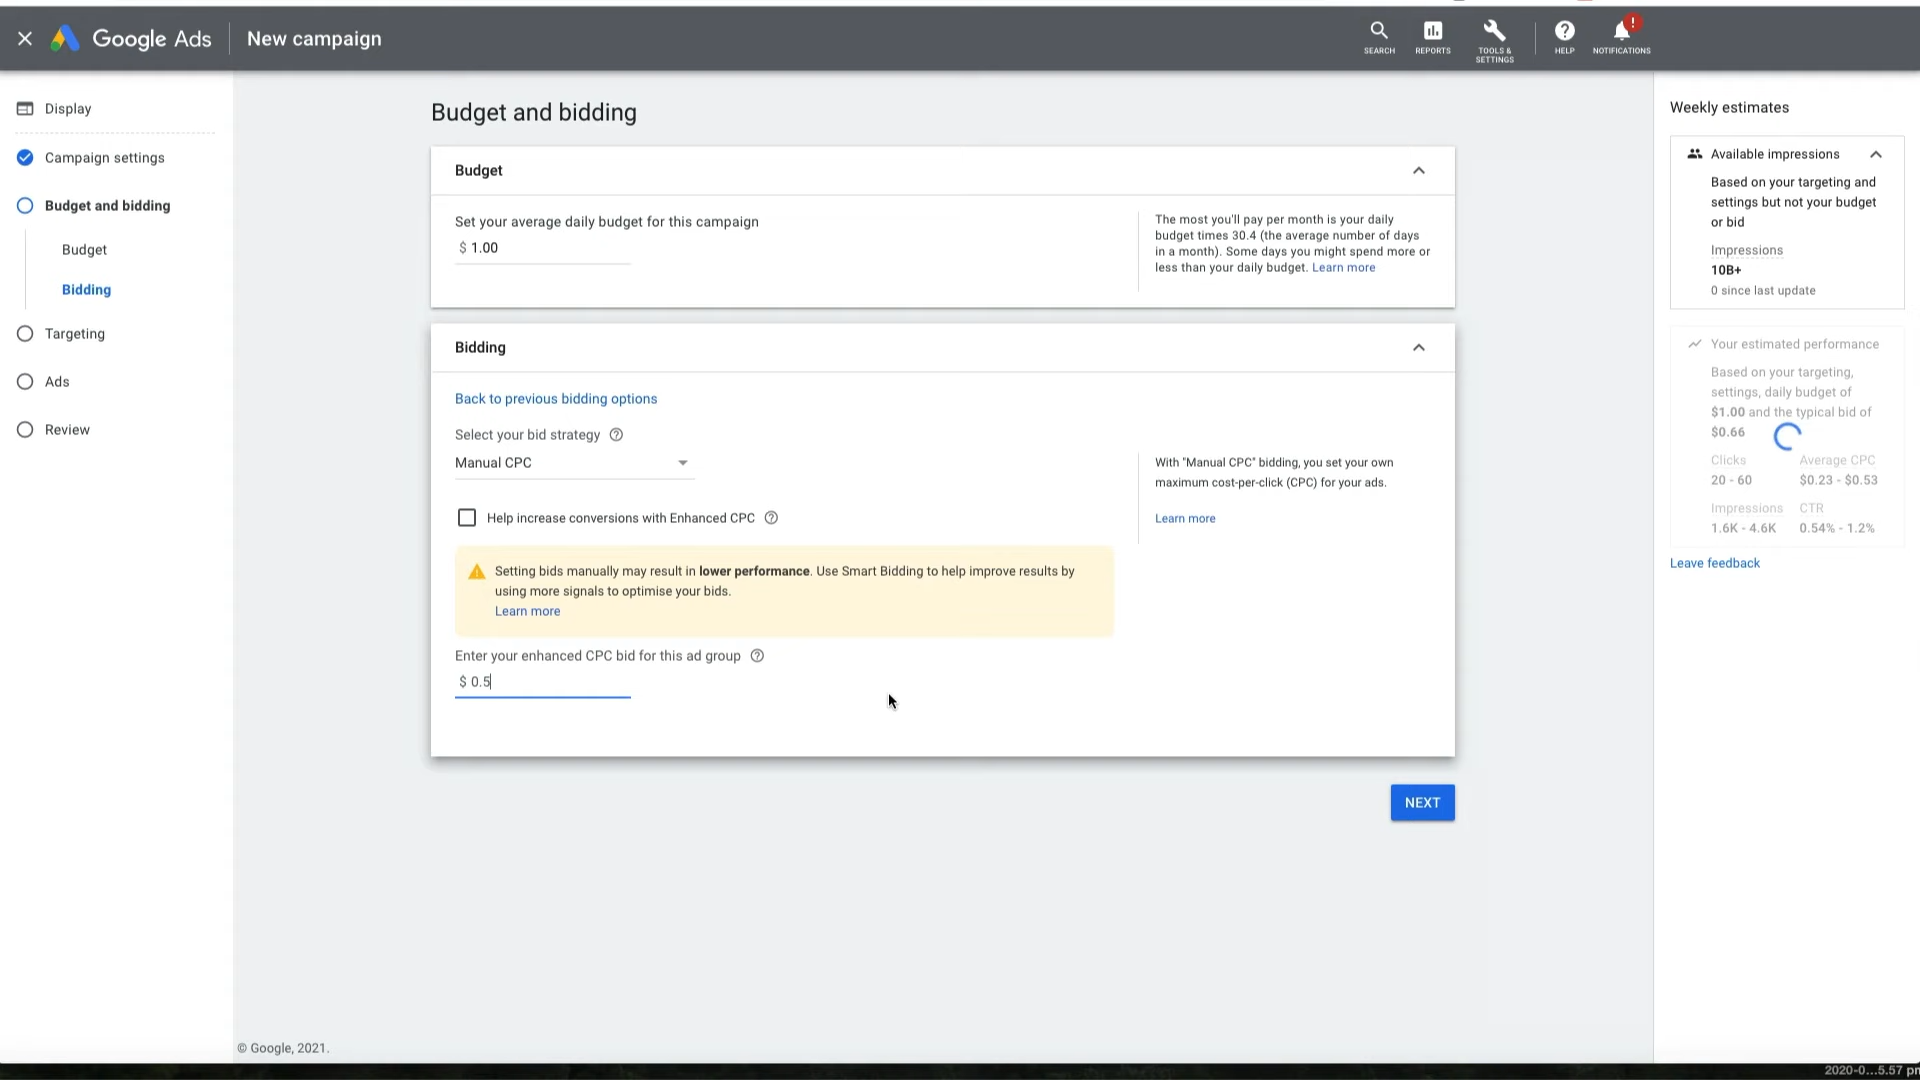 Google Ads
New campaign
SEARCH
REPORTS
TOOLS &
SETTINGS
HELP
!
NOTIFICATIONS
Display
Campaign settings
Budget and bidding
Budget
Bidding
Targeting
Ads
Review
Budget and bidding
Budget
Set your average daily budget for this campaign
$ 1.00
The most you'll pay per month is your daily
budget times 30.4 (the average number of days
in a month). Some days you might spend more or
less than your daily budget. Learn more
Bidding
Back to previous bidding options
Select your bid strategy
Manual CPC
With "Manual CPC" bidding, you set your own
maximum cost-per-click (CPC) for your ads.
Learn more
Help increase conversions with Enhanced CPC
Setting bids manually may result in lower performance. Use Smart Bidding to help improve results by
using more signals to optimise your bids.
Learn more
Enter your enhanced CPC bid for this ad group
$ 0.5
NEXT
Weekly estimates
Available impressions
Based on your targeting and
settings but not your budget
or bid
Impressions
10B+
0 since last update
Your estimated performance
Based on your targeting,
settings, daily budget of
$1.00 and the typical bid of
$0.66
Clicks Average CPC
20 - 60 $0.23 - $0.53
Impressions CTR
1.6K - 4.6K 0.54% - 1.2%
Leave feedback
© Google, 2021.
2020-0...5.57 pm